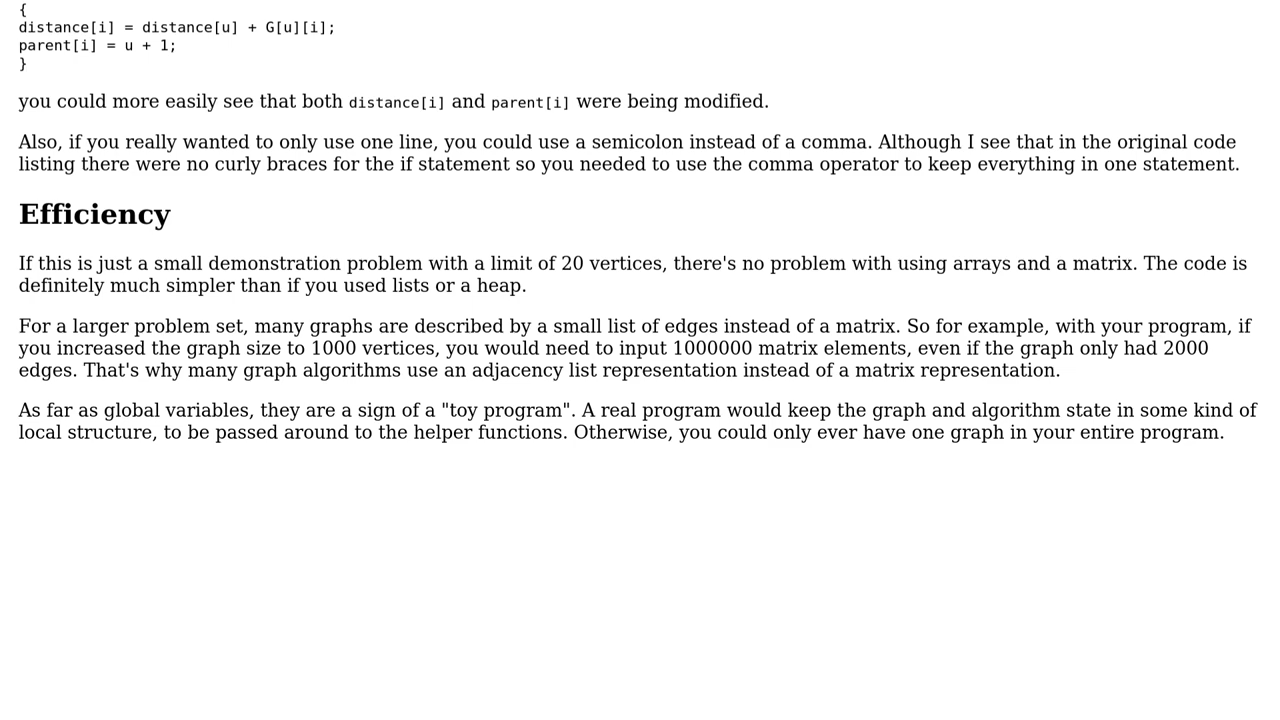 {
distance[i] = distance[u] + G[u][i];
parent[i] = u + 1;
}
you could more easily see that both distance[i] and parent[i] were being modified.
Also, if you really wanted to only use one line, you could use a semicolon instead of a comma. Although I see that in the original code
listing there were no curly braces for the if statement so you needed to use the comma operator to keep everything in one statement.
Efficiency
If this is just a small demonstration problem with a limit of 20 vertices, there's no problem with using arrays and a matrix. The code is
definitely much simpler than if you used lists or a heap.
For a larger problem set, many graphs are described by a small list of edges instead of a matrix. So for example, with your program, if
you increased the graph size to 1000 vertices, you would need to input 1000000 matrix elements, even if the graph only had 2000
edges. That's why many graph algorithms use an adjacency list representation instead of a matrix representation.
As far as global variables, they are a sign of a "toy program". A real program would keep the graph and algorithm state in some kind of
local structure, to be passed around to the helper functions. Otherwise, you could only ever have one graph in your entire program.